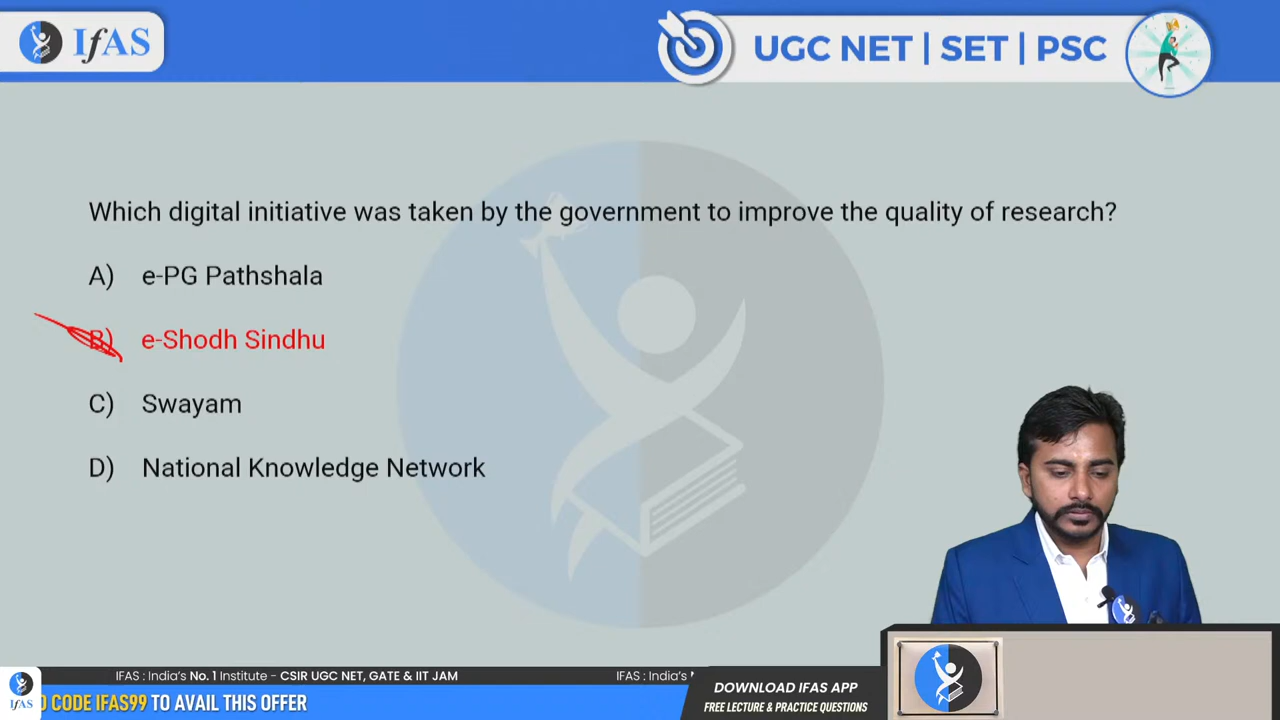 IfAS
UGC NET | SET | PSC
Which digital initiative was taken by the government to improve the quality of research?
A) e-PG Pathshala
B) e-Shodh Sindhu
C) Swayam
D) National Knowledge Network
IFAS : India's No. 1 Institute - CSIR UGC NET, GATE & IIT JAM
IFAS : India's
DOWNLOAD IFAS APP
FREE LECTURE & PRACTICE QUESTIONS
IfAS
CODE IFAS99 TO AVAIL THIS OFFER